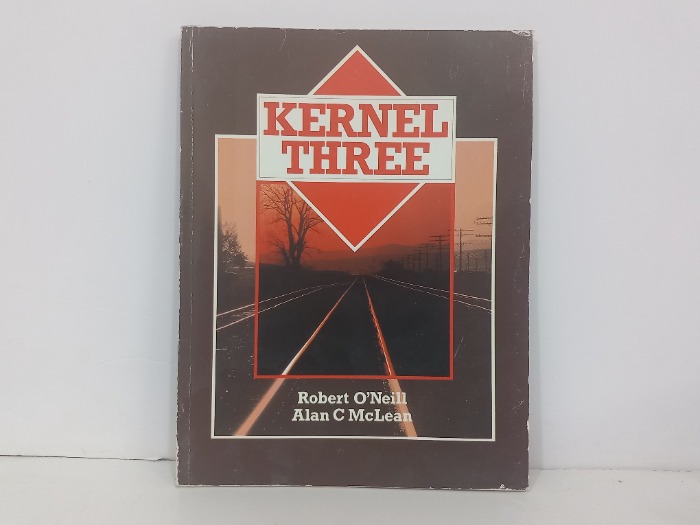 KERNEL
THREE
Robert O'Neill
Alan C McLean